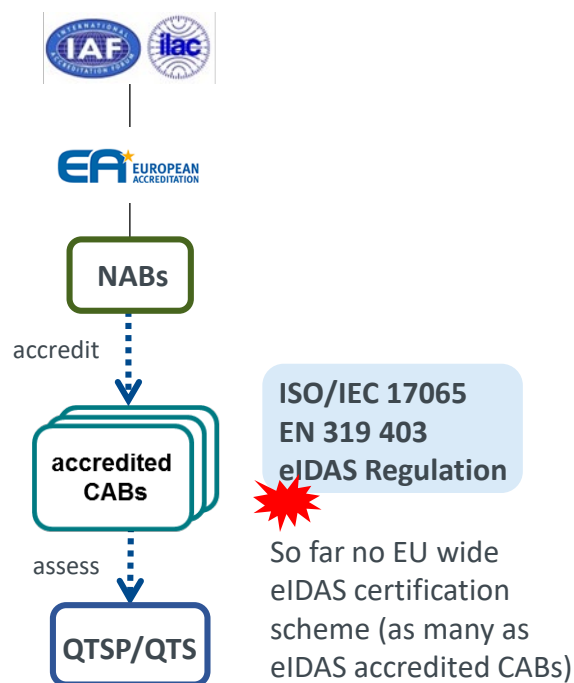 INTERNATIONAL
IAF
ACCREDITATION FORUM
ilac
EA EUROPEAN
ACCREDITATION
NABs
accredit
ISO/IEC 17065
EN 319 403
eIDAS Regulation
accredited
CABs
So far no EU wide
eIDAS certification
scheme (as many as
eIDAS accredited CABs)
assess
QTSP/QTS